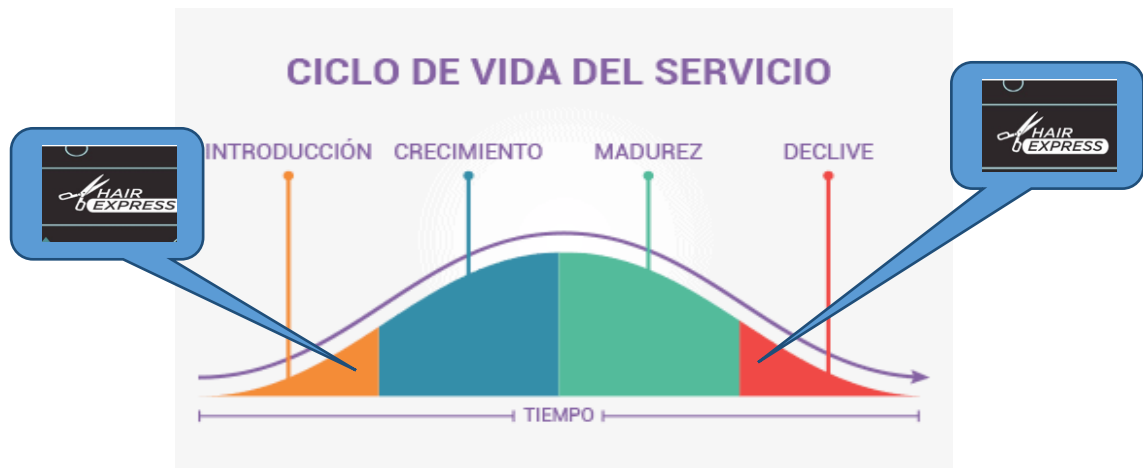 CICLO DE VIDA DEL SERVICIO
HAIR
EXPRESS
INTRODUCCIÓN CRECIMIENTO MADUREZ DECLIVE
HAIR
EXPRESS
TIEMPO